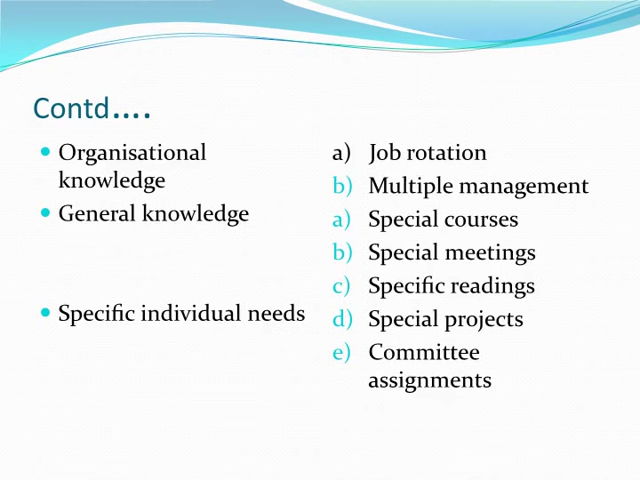 Contd....
• Organisational
knowledge
• General knowledge
• Specific individual needs
a) Job rotation
b) Multiple management
a) Special courses
b) Special meetings
c) Specific readings
d) Special projects
e) Committee
assignments